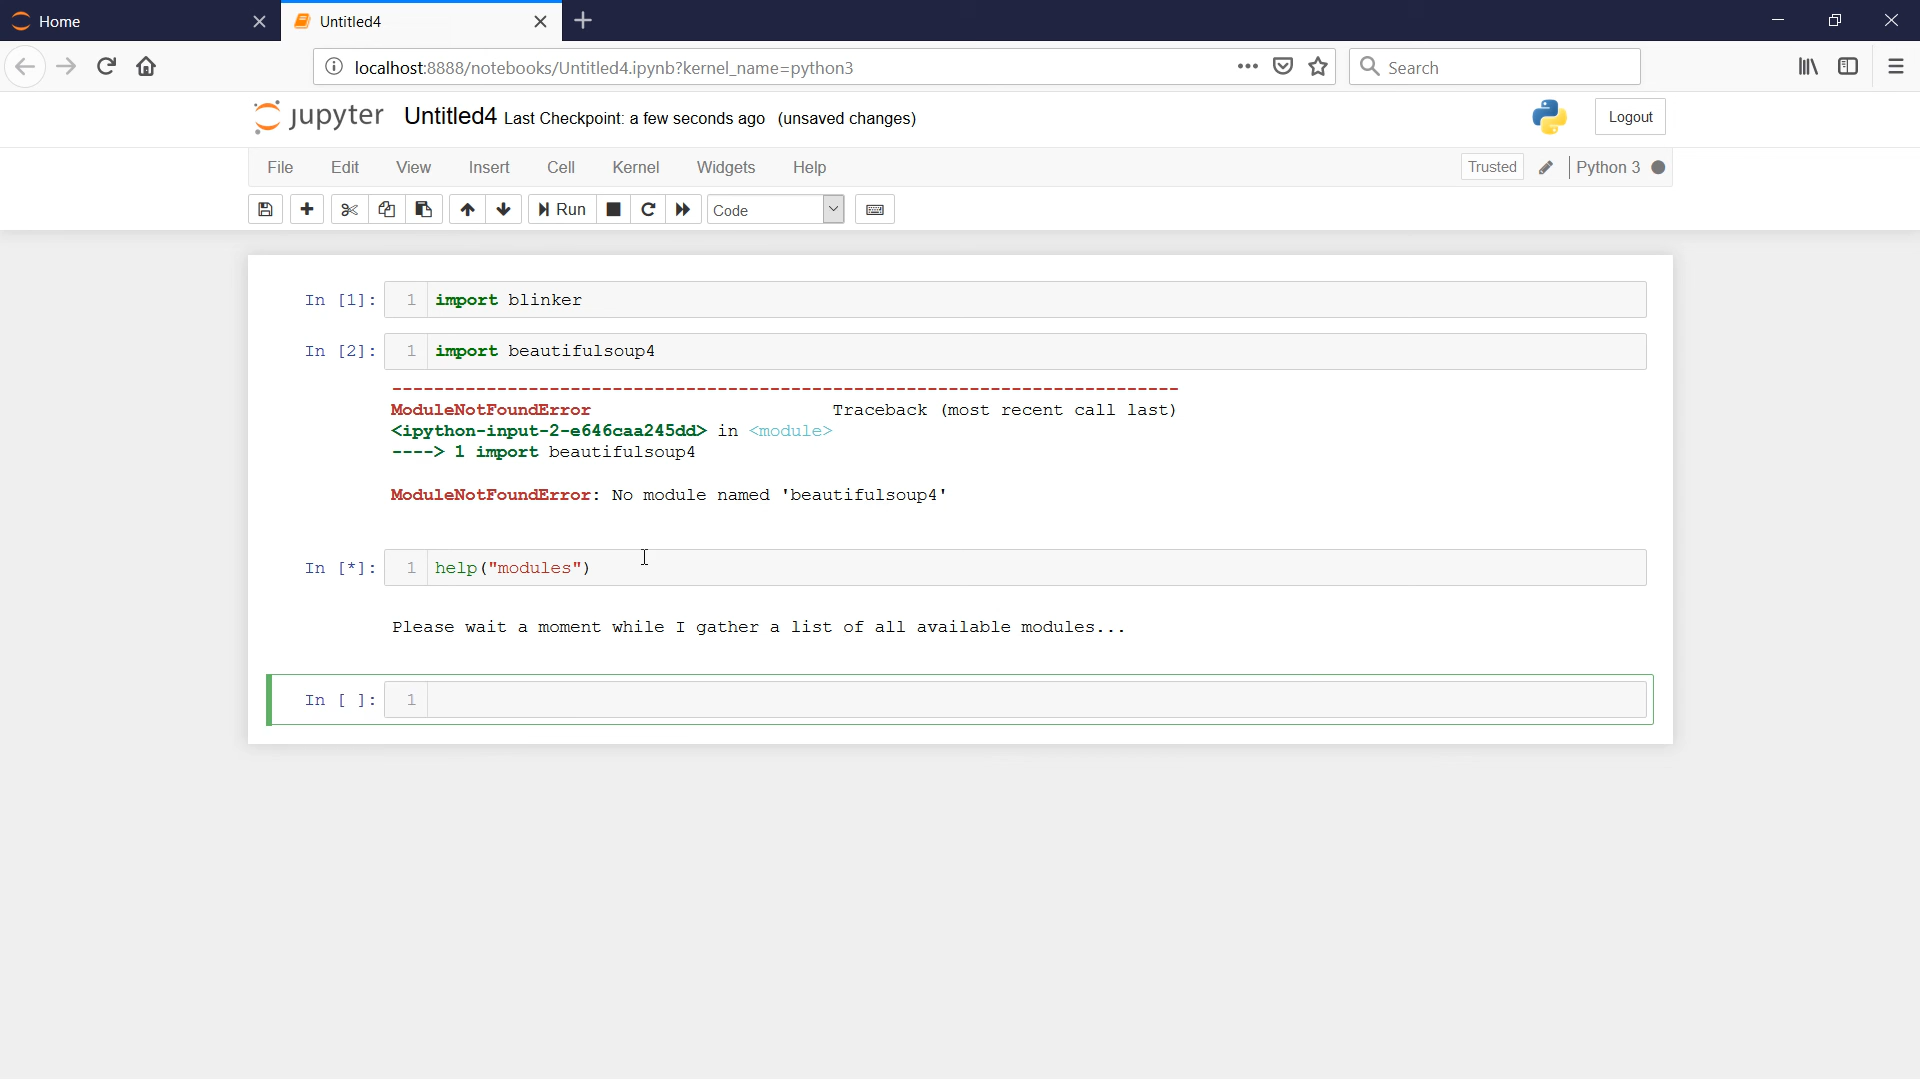 Home
Untitled4
localhost:8888/notebooks/Untitled4.ipynb?kernel_name=python3
Search
jupyter Untitled4 Last Checkpoint: a few seconds ago (unsaved changes)
Logout
File Edit View Insert Cell Kernel Widgets Help
Trusted Python 3
Run Code
In [1]: 1 import blinker
In [2]: 1 import beautifulsoup4
---------------------------------------------------------------------------
ModuleNotFoundError Traceback (most recent call last)
<ipython-input-2-e646caa245dd> in <module>
----> 1 import beautifulsoup4
ModuleNotFoundError: No module named 'beautifulsoup4'
In [*]: 1 help("modules")
Please wait a moment while I gather a list of all available modules...
In [ ]: 1